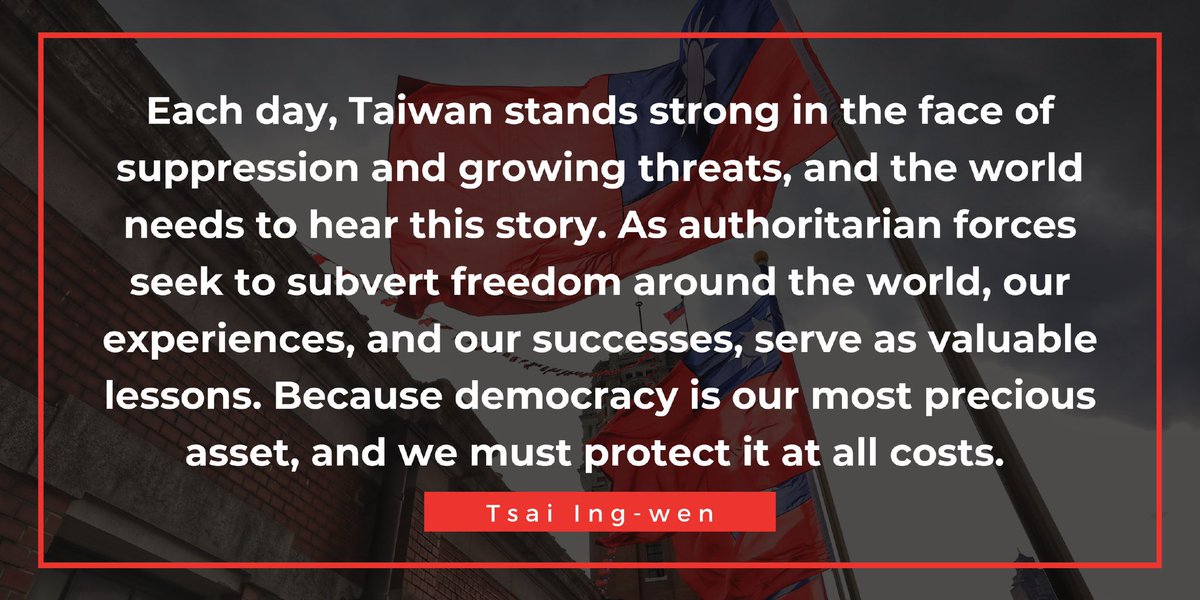 Each day, Taiwan stands strong in the face of
suppression and growing threats, and the world
needs to hear this story. As authoritarian forces
seek to subvert freedom around the world, our
experiences, and our successes, serve as valuable
lessons. Because democracy is our most precious
asset, and we must protect it at all costs.
Tsai Ing-wen